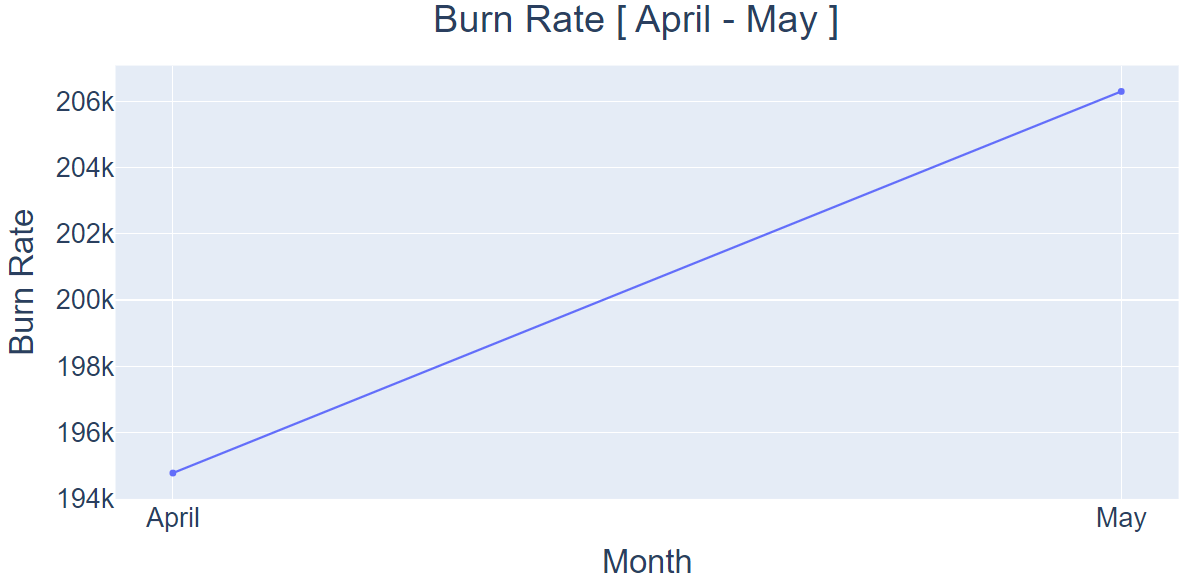 Burn Rate [ April - May ]
206k
204k
202k
200k
198k
196k
194k
Burn Rate
April
May
Month